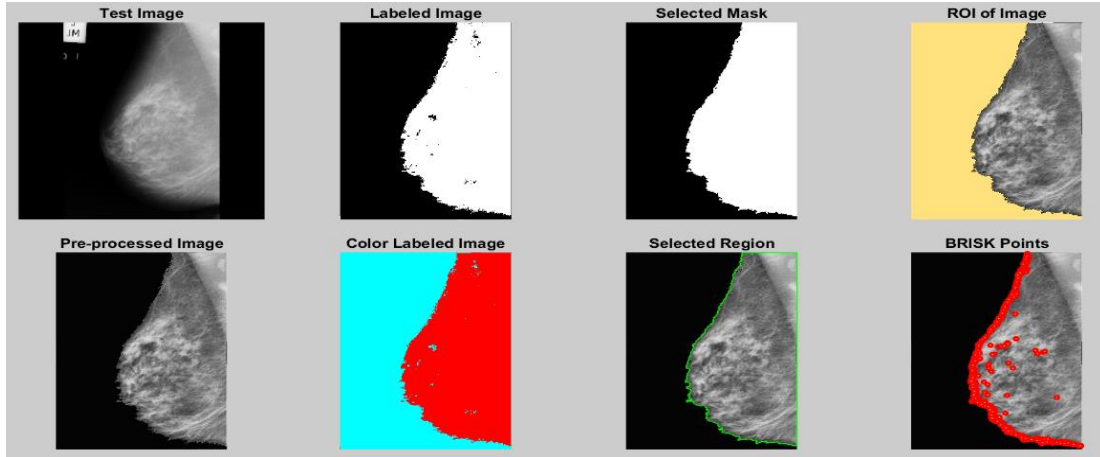 Test Image
Labeled Image
Selected Mask
ROI of Image
Pre-processed Image
Color Labeled Image
Selected Region
BRISK Points